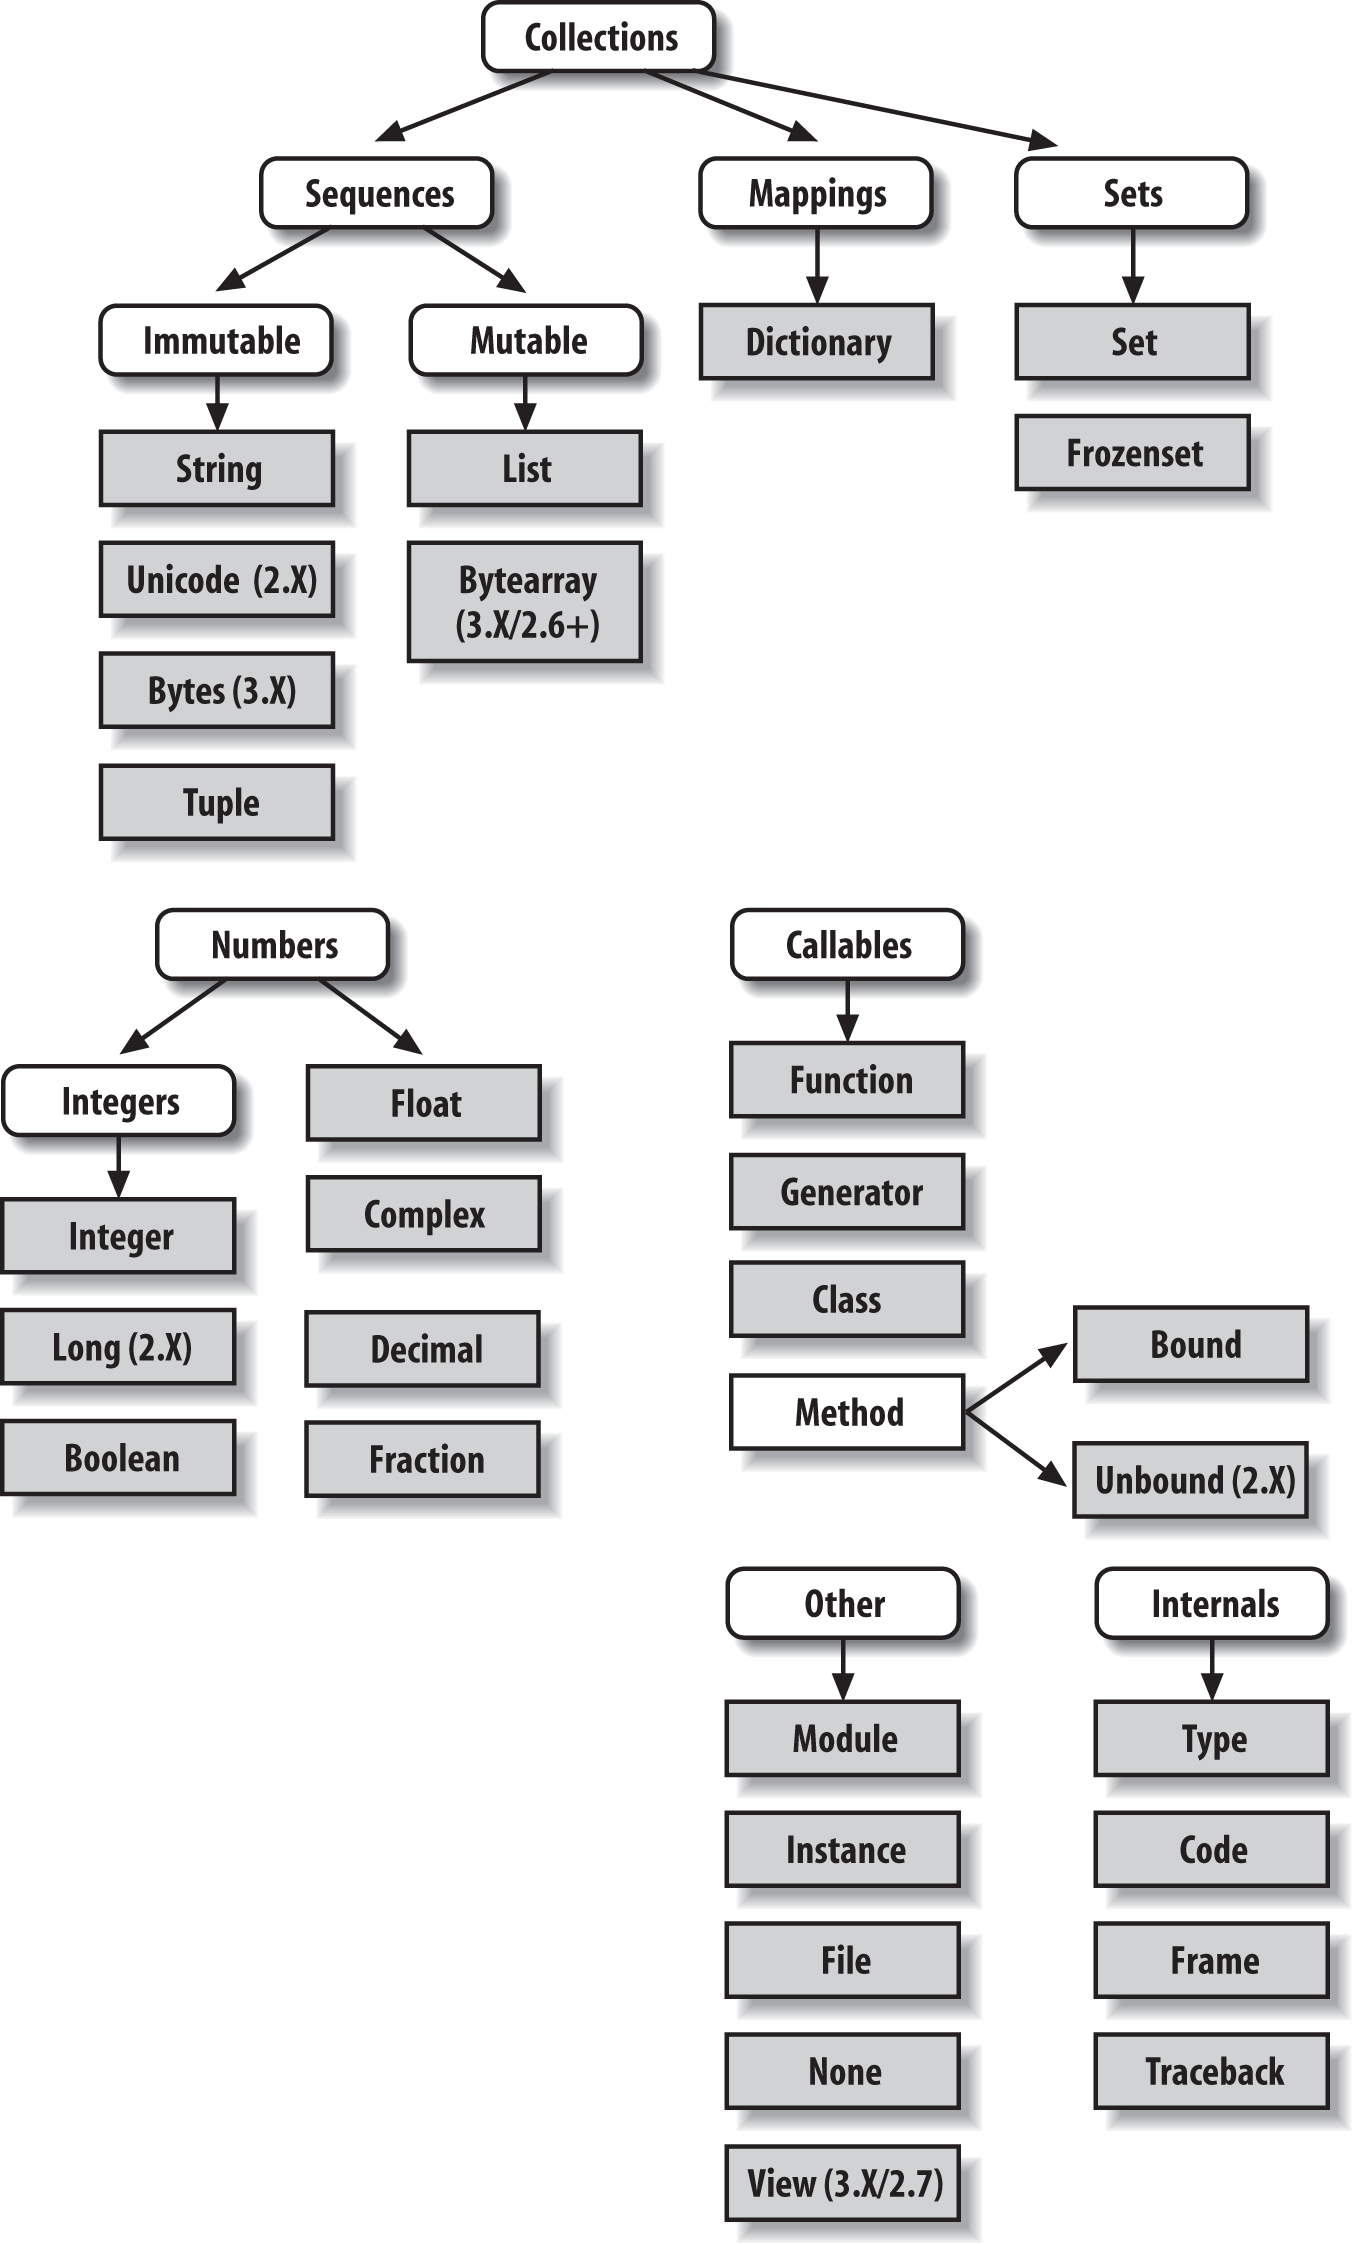 Collections
Sequences
Mappings
Sets
Immutable
Mutable
Dictionary
Set
String
List
Frozenset
Unicode (2.X)
Bytearray
(3.X/2.6+)
Bytes (3.X)
Tuple
Numbers
Callables
Integers
Float
Function
Integer
Complex
Generator
Long (2.X)
Decimal
Class
Boolean
Fraction
Method
Bound
Unbound (2.X)
Other
Internals
Module
Type
Instance
Code
File
Frame
None
Traceback
View (3.X/2.7)